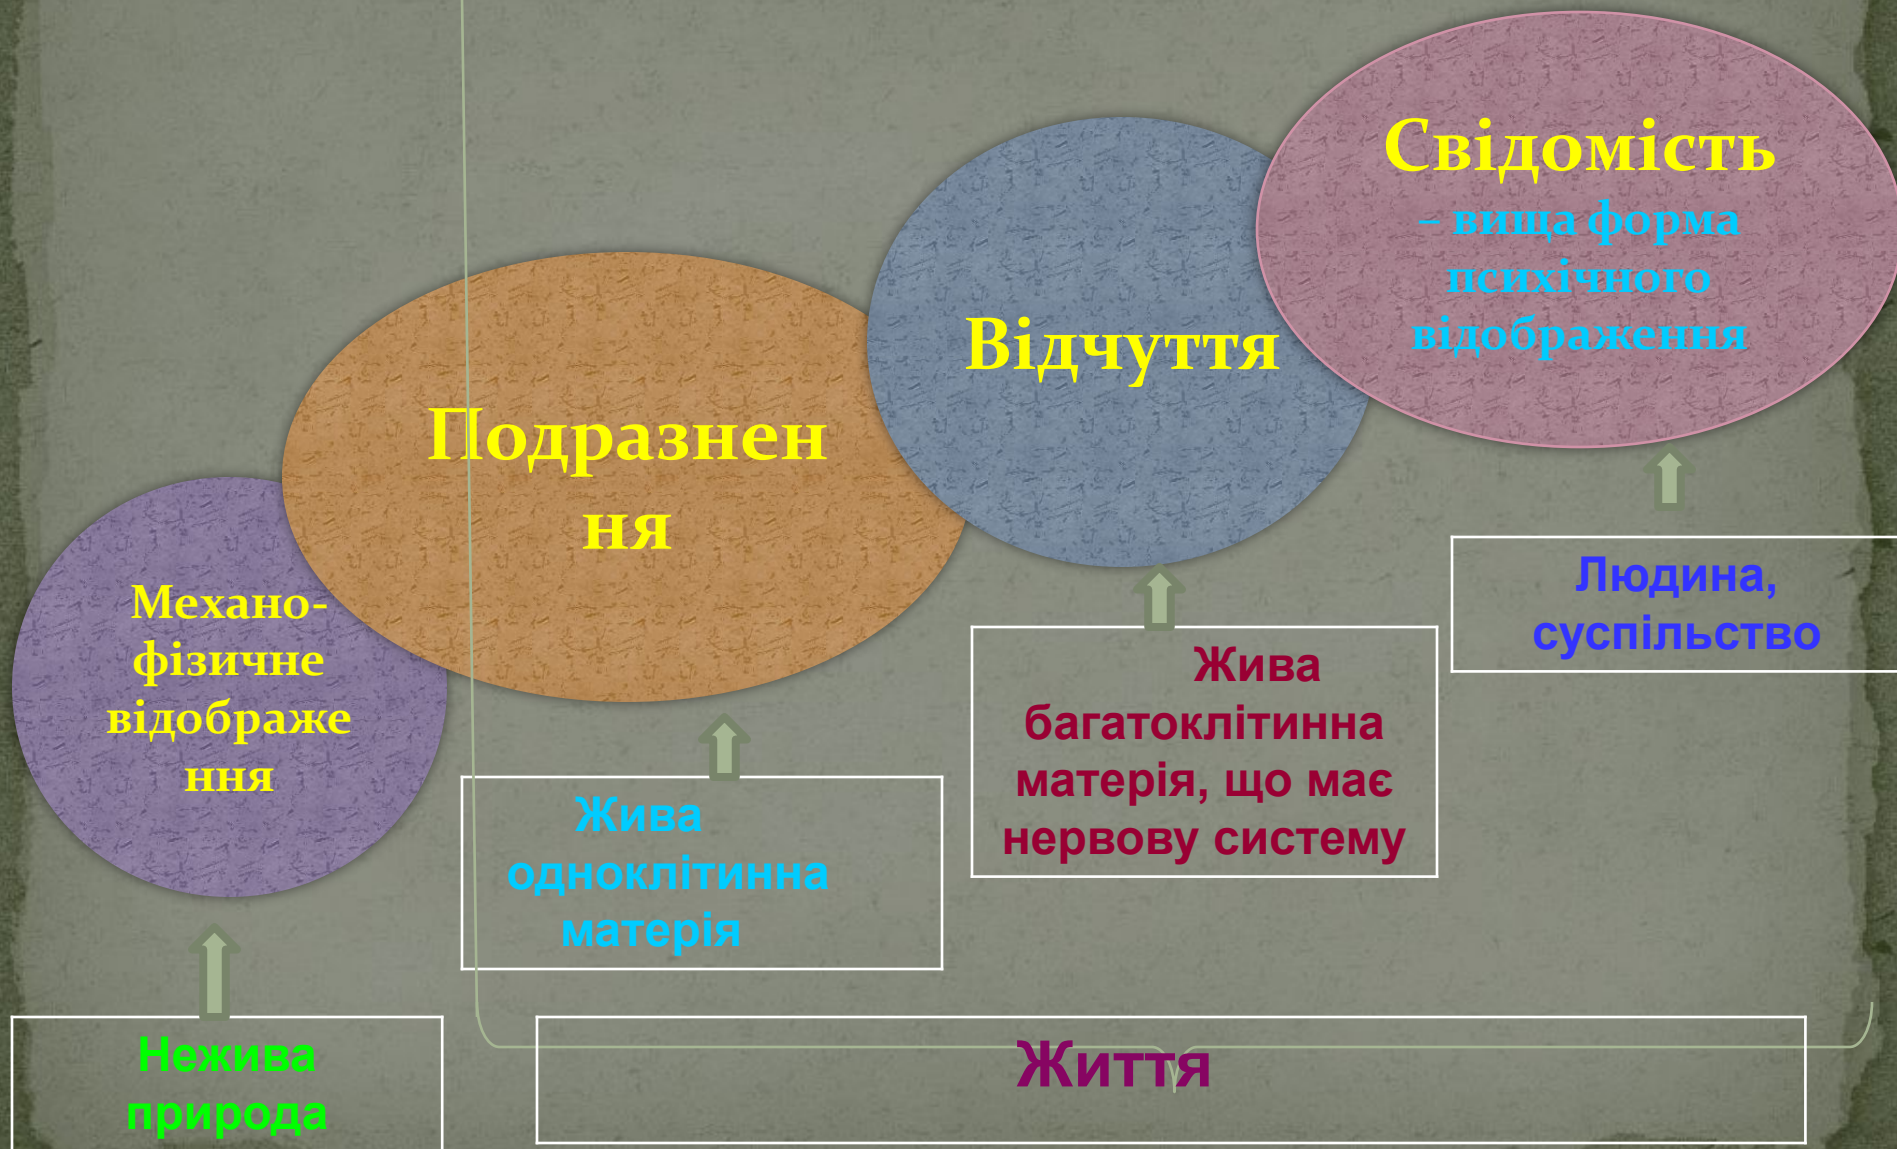 Свідомість
– вища форма
психічного
відображення
Відчуття
Подразнен
ня
Механо-
фізичне
відображе
ння
Людина,
суспільство
Жива
багатоклітинна
матерія, що має
нервову систему
Жива
одноклітинна
матерія
Нежива
природа
Життя